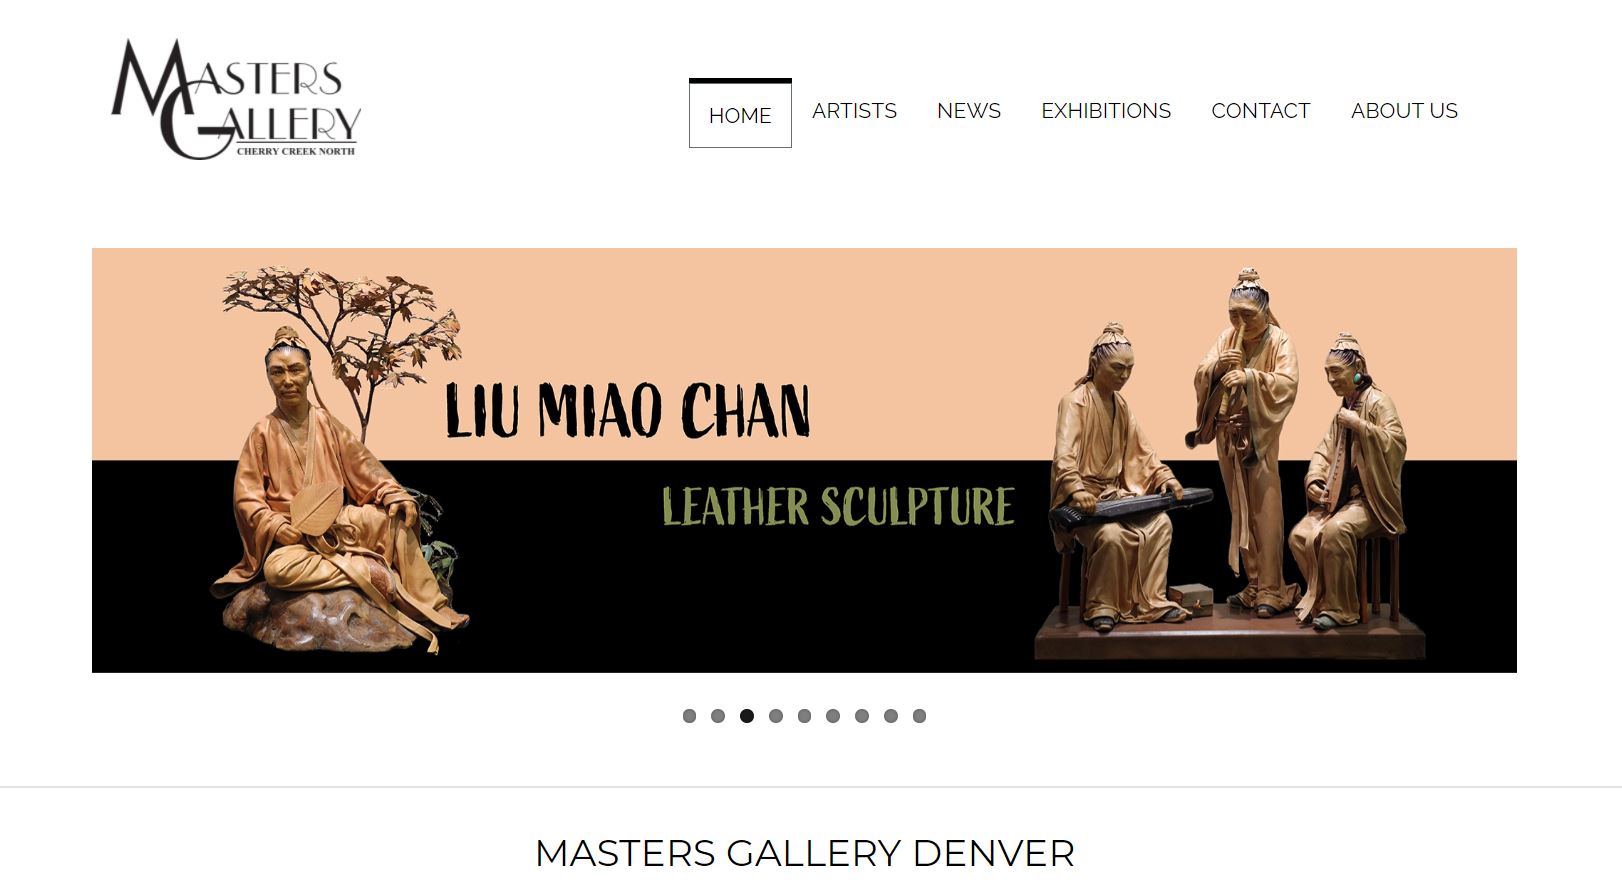 MASTERS
GALLERY
CHERRY CREEK NORTH
HOME ARTISTS NEWS EXHIBITIONS CONTACT ABOUT US
LIU MIAO CHAN
LEATHER SCULPTURE
MASTERS GALLERY DENVER